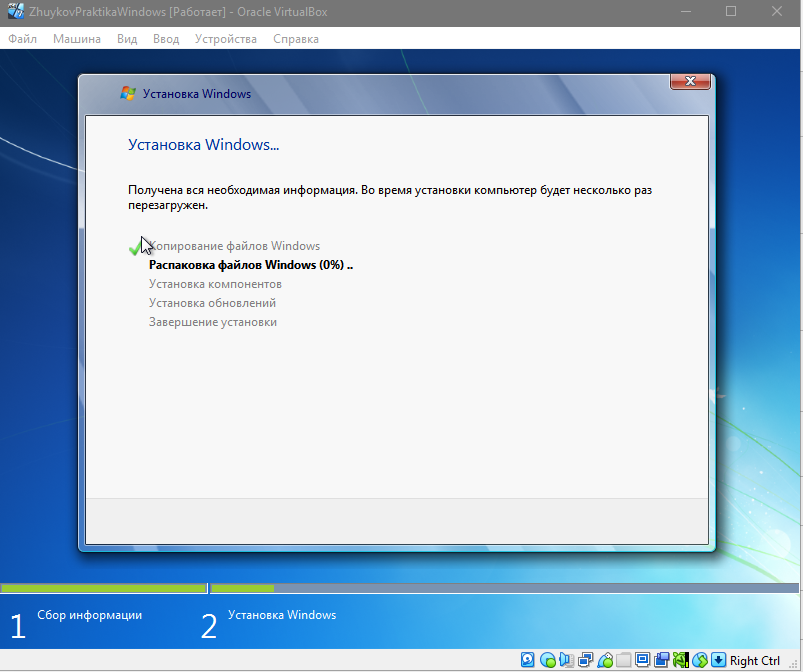 ZhuykovPraktikaWindows [Работает] - Oracle VirtualBox
Файл Машина Вид Ввод Устройства Справка
Установка Windows
Установка Windows...
Получена вся необходимая информация. Во время установки компьютер будет несколько раз
перезагружен.
Копирование файлов Windows
Распаковка файлов Windows (0%) ..
Установка компонентов
Установка обновлений
Завершение установки
1 Сбор информации 2 Установка Windows
Right Ctrl